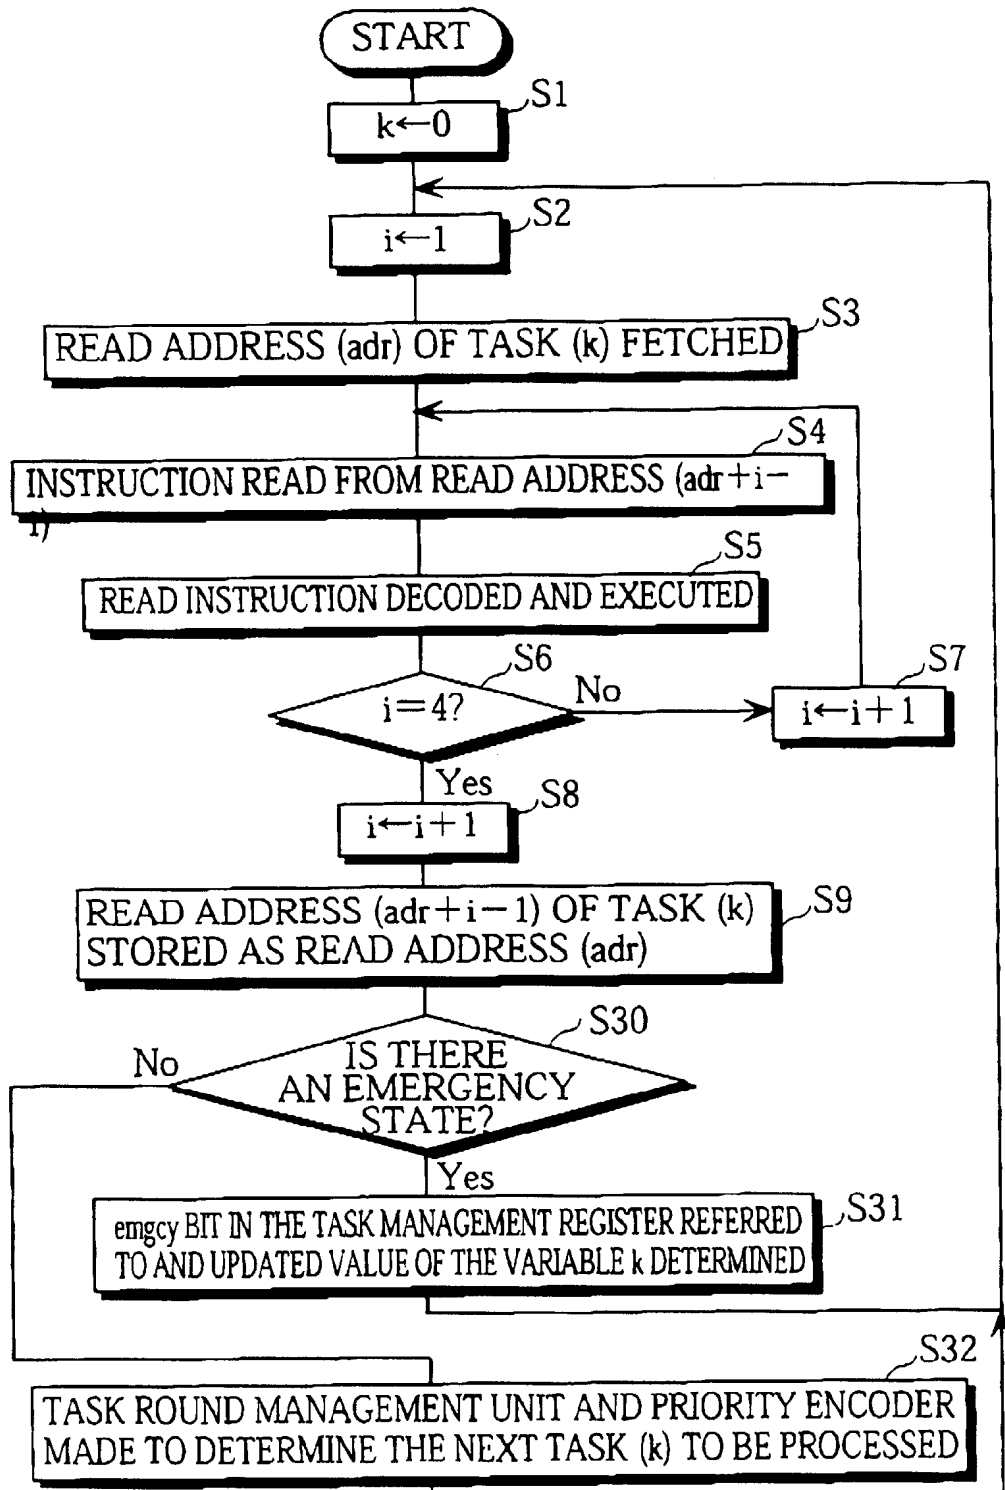 START
S1
k←0
S2
i←1
S3
READ ADDRESS (adr) OF TASK (k) FETCHED
S4
INSTRUCTION READ FROM READ ADDRESS (adr+i−
1)
S5
READ INSTRUCTION DECODED AND EXECUTED
S6
i=4?
No
S7
i←i+1
Yes
S8
i←i+1
S9
READ ADDRESS (adr+i−1) OF TASK (k)
STORED AS READ ADDRESS (adr)
S30
No
IS THERE
AN EMERGENCY
STATE?
Yes
S31
emgcy BIT IN THE TASK MANAGEMENT REGISTER REFERRED
TO AND UPDATED VALUE OF THE VARIABLE k DETERMINED
S32
TASK ROUND MANAGEMENT UNIT AND PRIORITY ENCODER
MADE TO DETERMINE THE NEXT TASK (k) TO BE PROCESSED